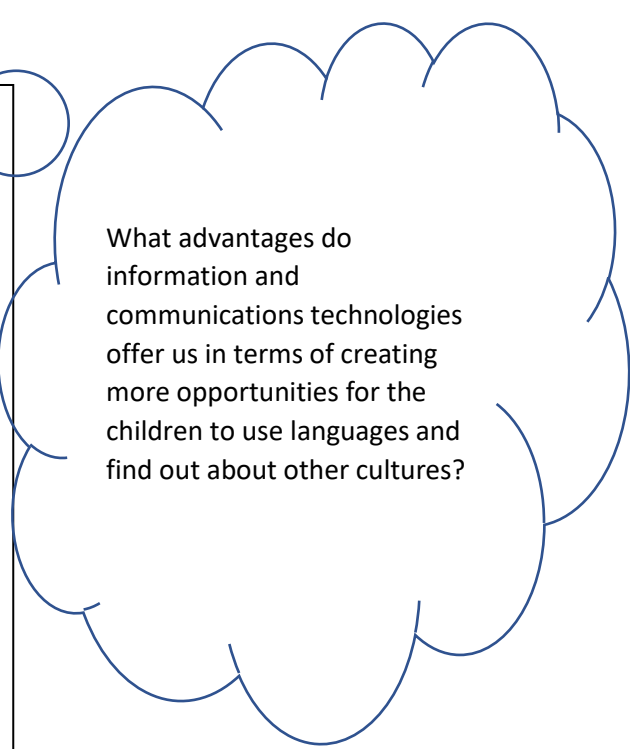 What advantages do
information and
communications technologies
offer us in terms of creating
more opportunities for the
children to use languages and
find out about other cultures?